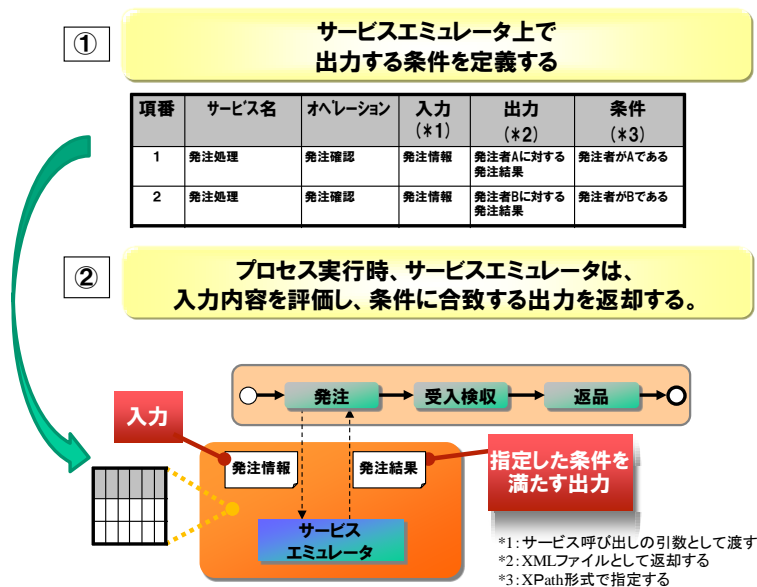 ①
サービスエミュレータ上で
出力する条件を定義する
項番 サービス名 オペレーション 入力 (*1) 出力 (*2) 条件 (*3)
1 発注処理 発注確認 発注情報 発注者Aに対する 発注者がAである
発注結果
2 発注処理 発注確認 発注情報 発注者Bに対する 発注者がBである
発注結果
②
プロセス実行時、サービスエミュレータは、
入力内容を評価し、条件に合致する出力を返却する。
発注 受入検収 返品
入力
発注情報 発注結果
指定した条件を
満たす出力
サービス
エミュレータ
*1:サービス呼び出しの引数として渡す
*2:XMLファイルとして返却する
*3:XPath形式で指定する